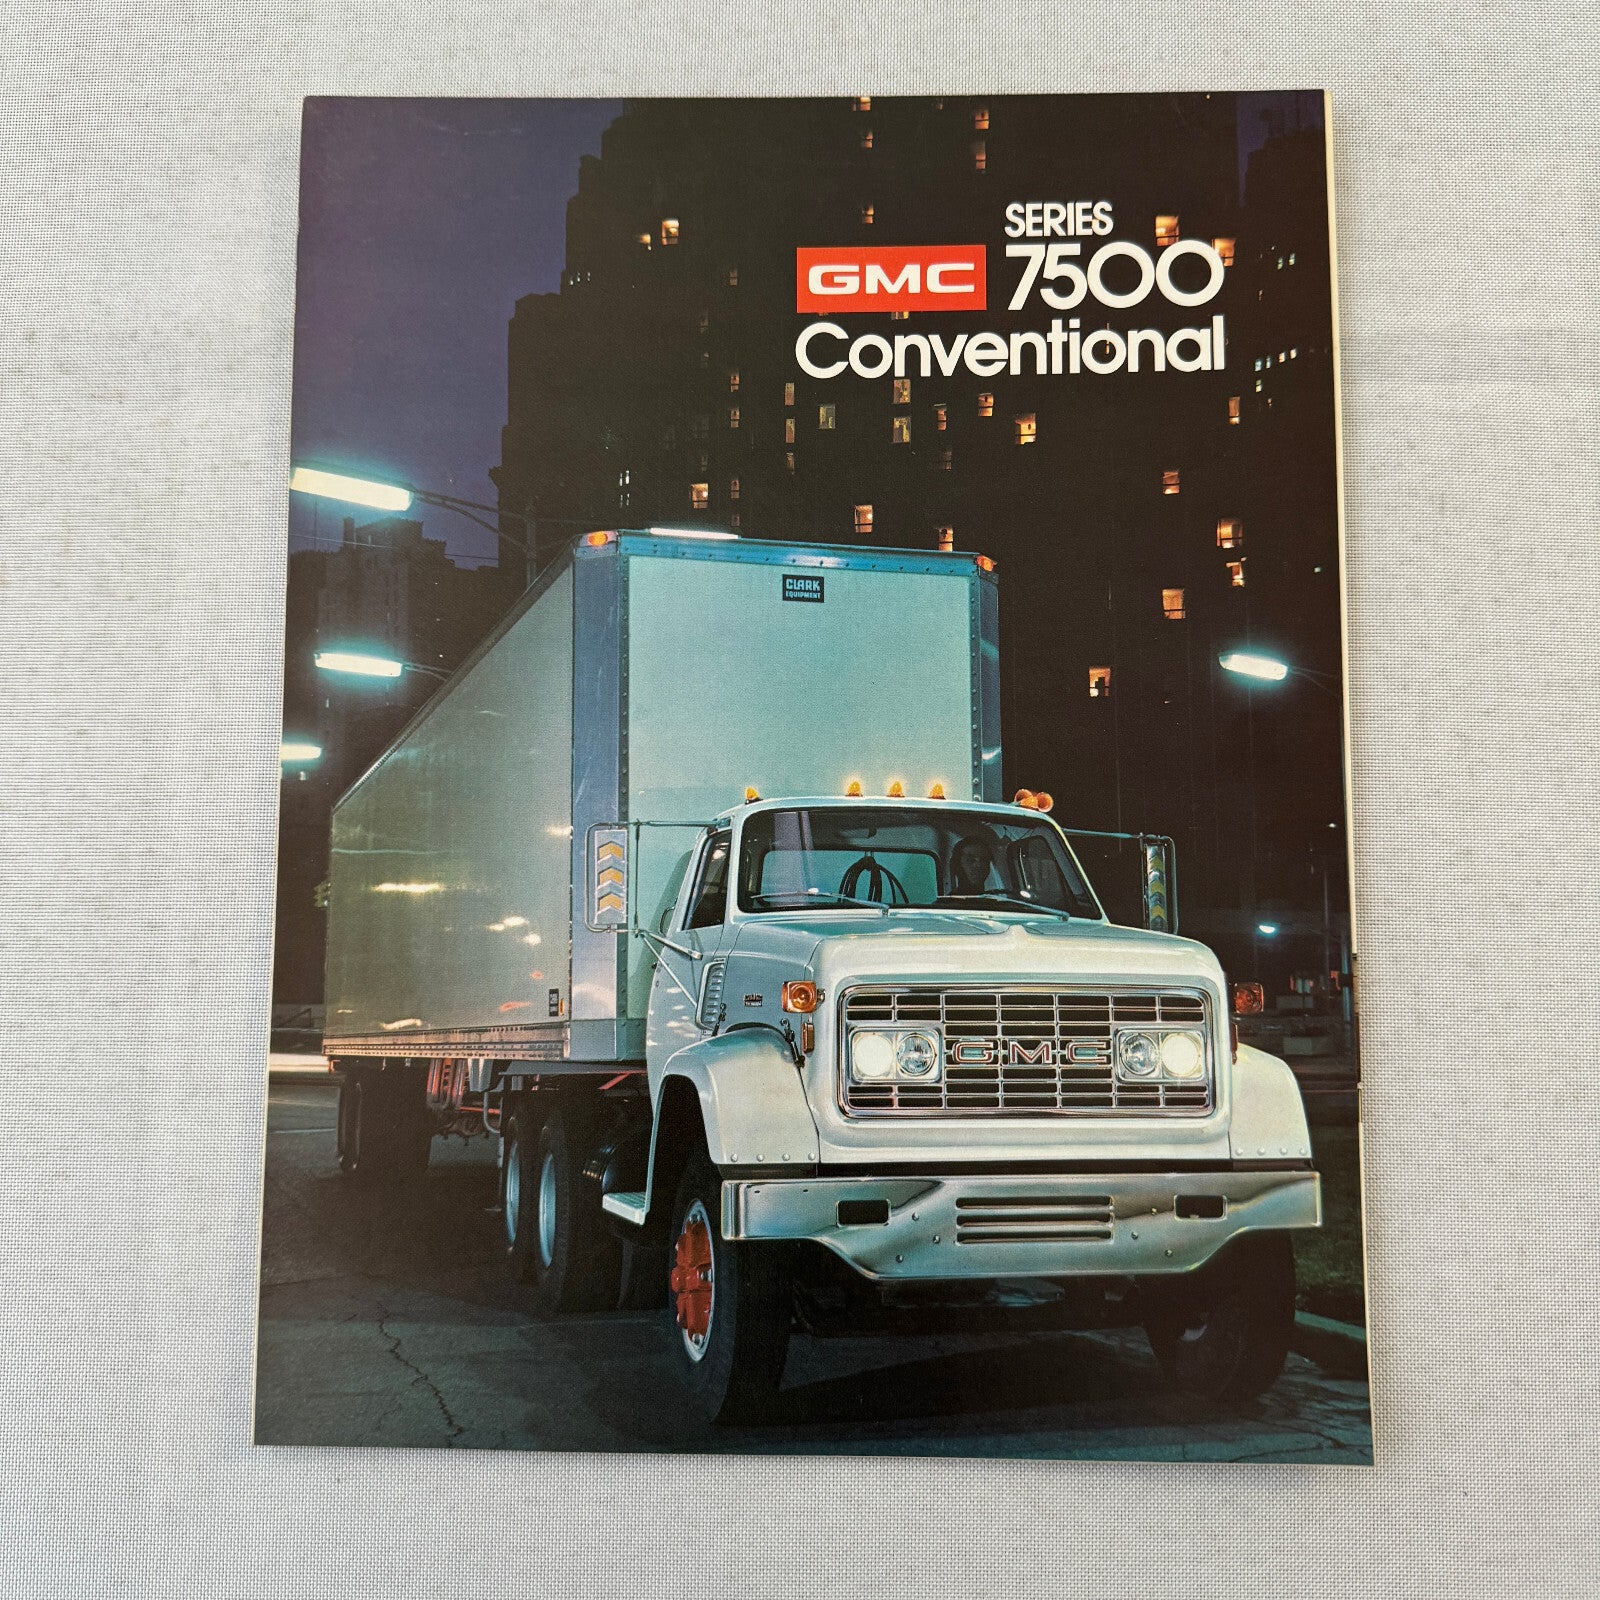 SERIES
GMC 7500
Conventional
CLARK
EQUIPMENT
GMC